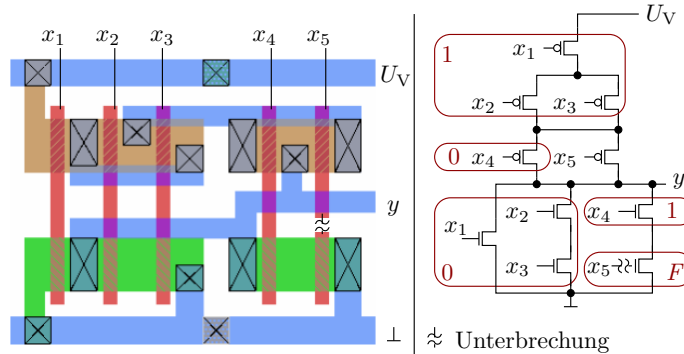 x1 x2 x3 x4 x5
UV
y
⊥
UV
1 x1
x2 x3
0 x4 x5
y
x1 x2 x4 1
0 x3 x5 F
Unterbrechung